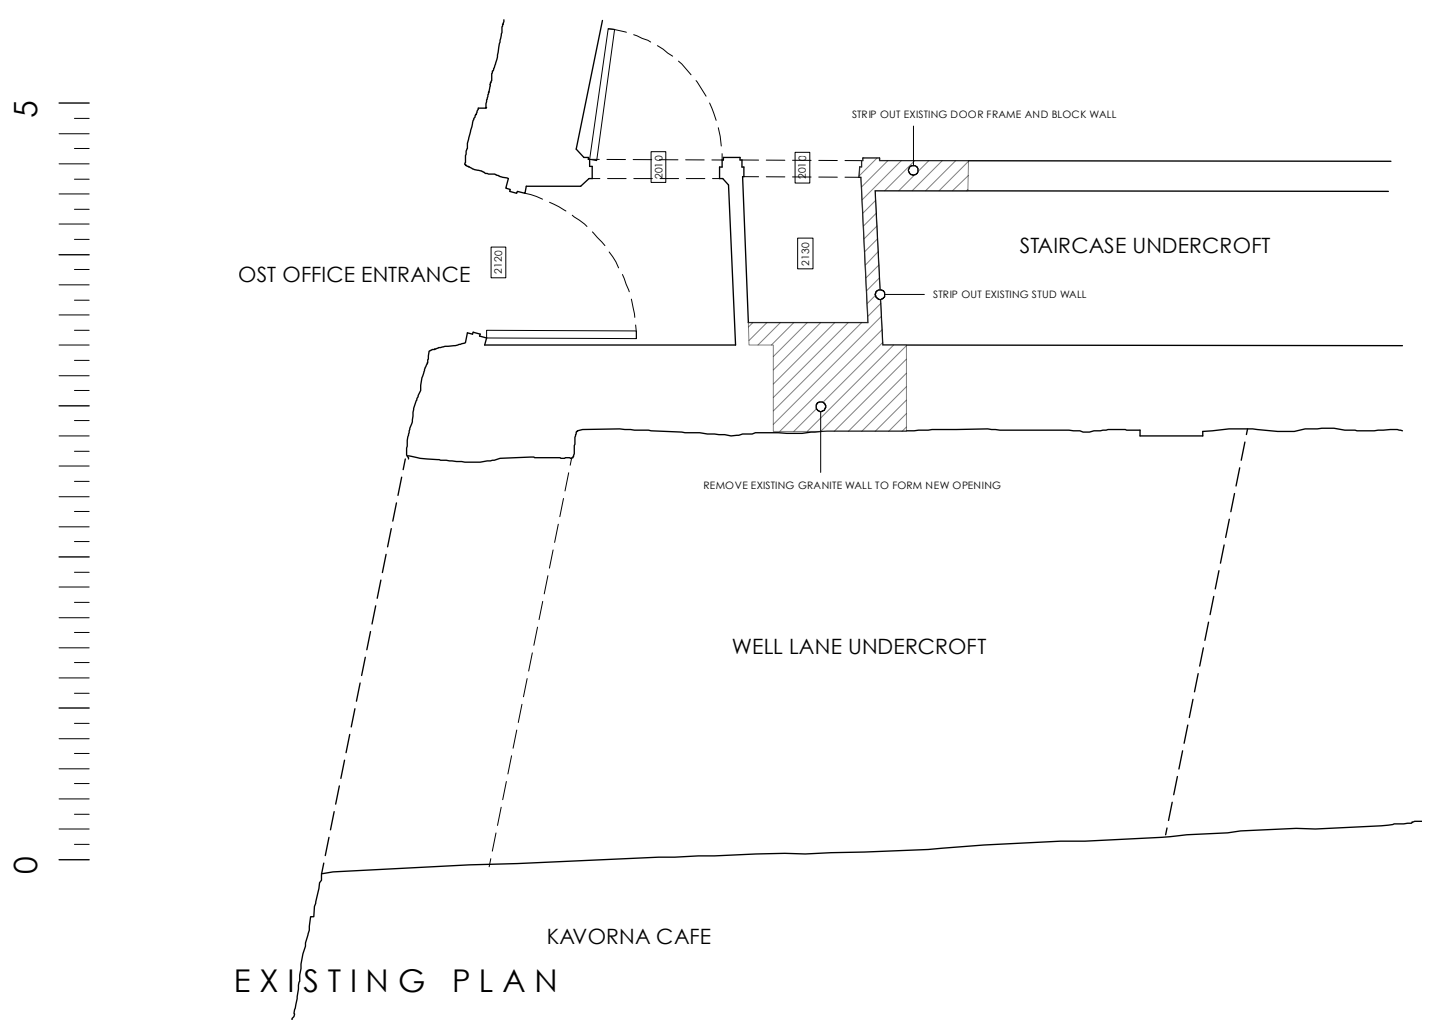 5
STRIP OUT EXISTING DOOR FRAME AND BLOCK WALL
2010
2010
STAIRCASE UNDERCROFT
2120
2130
OST OFFICE ENTRANCE
STRIP OUT EXISTING STUD WALL
REMOVE EXISTING GRANITE WALL TO FORM NEW OPENING
WELL LANE UNDERCROFT
0
KAVORNA CAFE
EXISTING PLAN